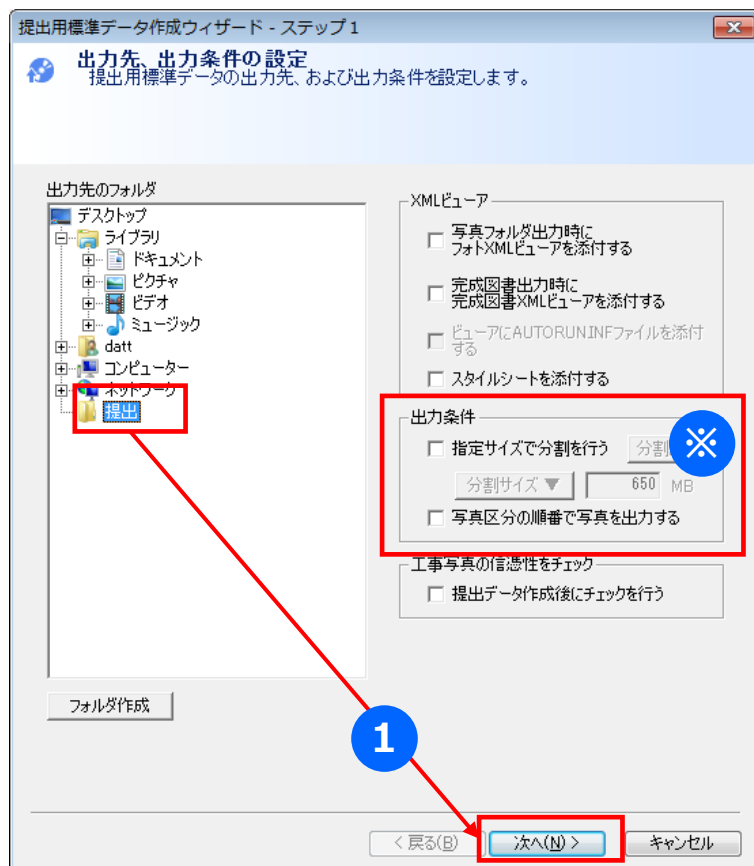 提出用標準データ作成ウィザード - ステップ1
出力先、出力条件の設定
提出用標準データの出力先、および出力条件を設定します。
出力先のフォルダ
デスクトップ
ライブラリ
ドキュメント
ピクチャ
ビデオ
ミュージック
datt
コンピューター
ネットワーク
提出
フォルダ作成
XMLビューア
写真フォルダ出力時に
フォトXMLビューアを添付する
完成図書出力時に
完成図書XMLビューアを添付する
ビューアにAUTORUN.INFファイルを添付
する
スタイルシートを添付する
出力条件
指定サイズで分割を行う 分割
※
分割サイズ ▼ 650 MB
写真区分の順番で写真を出力する
工事写真の信憑性をチェック
提出データ作成後にチェックを行う
1
< 戻る(B) 次へ(N) > キャンセル